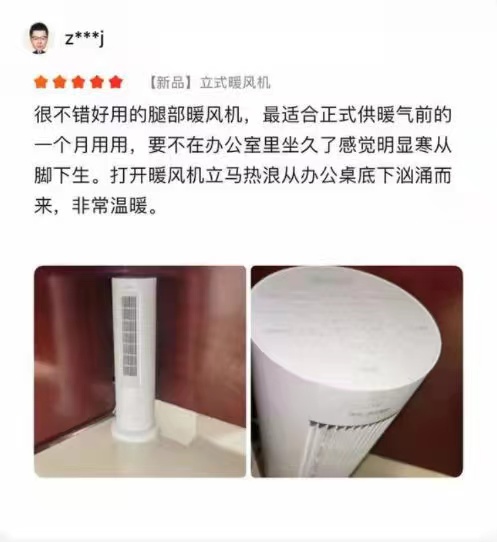 z***j
【新品】立式暖风机
很不错好用的腿部暖风机，最适合正式供暖气前的
一个月用用，要不在办公室里坐久了感觉明显寒从
脚下生。打开暖风机立马热浪从办公桌底下汹涌而
来，非常温暖。